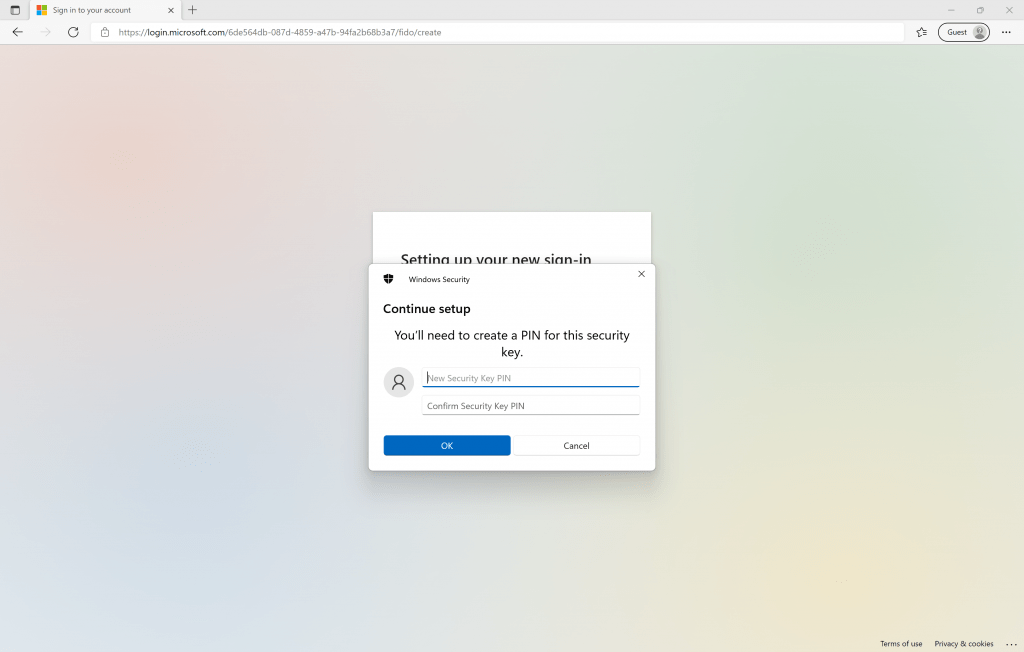 Sign in to your account
https://login.microsoft.com/6de564db-087d-4859-a47b-94fa2b68b3a7/fido/create
Guest
Setting up your new sign-in
Windows Security
Continue setup
You'll need to create a PIN for this security
key.
New Security Key PIN
Confirm Security Key PIN
OK
Cancel
Terms of use
Privacy & cookies